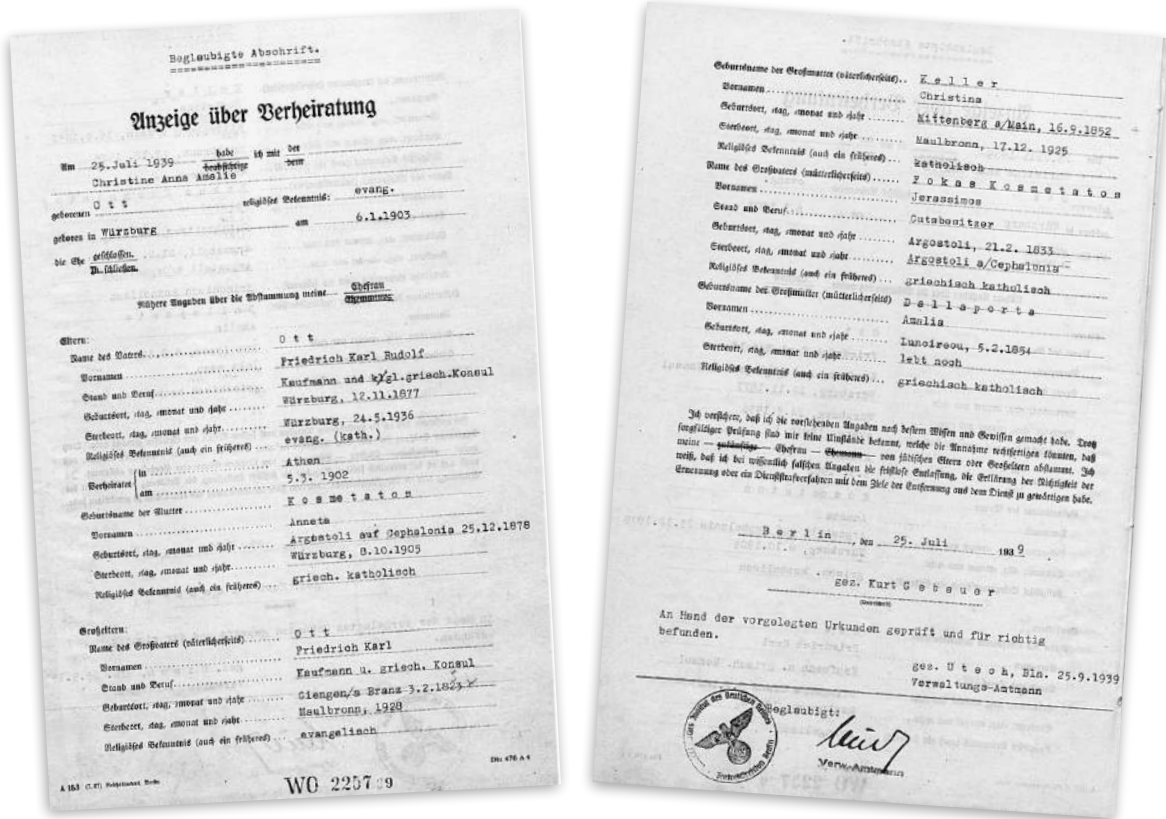 Beglaubigte Abschrift.
Anzeige über Verheiratung
Am 25.Juli 1939 habe ich mit der
beabsichtige dem
Christine Anna Amalie
geborenen Ott religiöses Bekenntnis: evang.
geboren in Würzburg am 6.1.1903
die Ehe geschlossen.
zu schließen.
Nähere Angaben über die Abstammung meine Ehefrau
Ehemannes
Eltern:
Name des Vaters Ott
Vornamen Friedrich Karl Rudolf
Stand und Beruf Kaufmann und kgl.griech.Konsul
Geburtsort, -tag, -monat und -jahr Würzburg, 12.11.1877
Sterbeort, -tag, -monat und -jahr Würzburg, 24.5.1936
Religiöses Bekenntnis (auch ein früheres) evang. (kath.)
Verheiratet in Athen
am 5.3. 1902
Geburtsname der Mutter Kosmetatos
Vornamen Anneta
Geburtsort, -tag, -monat und -jahr Argostoli auf Cephalonia 25.12.1878
Sterbeort, -tag, -monat und -jahr Würzburg, 8.10.1905
Religiöses Bekenntnis (auch ein früheres) griech. katholisch
Großeltern:
Name des Großvaters (väterlicherseits) Ott
Vornamen Friedrich Karl
Stand und Beruf Kaufmann u. griech. Konsul
Geburtsort, -tag, -monat und -jahr Giengen/a Branz 3.2.1823
Sterbeort, -tag, -monat und -jahr Maulbronn, 1928
Religiöses Bekenntnis (auch ein früheres) evangelisch
A 153
Din 476 A 4
WO 2257 39
Geburtsname der Großmutter (väterlicherseits) Keller
Vornamen Christina
Geburtsort, -tag, -monat und -jahr Mittenberg a/Main, 16.9.1852
Sterbeort, -tag, -monat und -jahr Maulbronn, 17.12. 1925
Religiöses Bekenntnis (auch ein früheres) katholisch
Name des Großvaters (mütterlicherseits) Fokas Kosmetatos
Vornamen Jerassimos
Stand und Beruf Gutsbesitzer
Geburtsort, -tag, -monat und -jahr Argostoli, 21.2. 1833
Sterbeort, -tag, -monat und -jahr Argostoli a/Cephalonia
Religiöses Bekenntnis (auch ein früheres) griechisch katholisch
Geburtsname der Großmutter (mütterlicherseits) Dellaporta
Vornamen Amalia
Geburtsort, -tag, -monat und -jahr 5.2.1854
Sterbeort, -tag, -monat und -jahr lebt noch
Religiöses Bekenntnis (auch ein früheres) griechisch katholisch
Ich versichere, daß ich die vorstehenden Angaben nach bestem Wissen und Gewissen gemacht habe. Trotz
sorgfältiger Prüfung sind mir keine Umstände bekannt, welche die Annahme rechtfertigen könnten, daß
meine — zukünftige — Ehefrau — Ehemann — von jüdischen Eltern oder Großeltern abstammt. Ich
weiß, daß ich bei wissentlich falschen Angaben die fristlose Entlassung, die Erklärung der Nichtigkeit der
Ernennung oder ein Dienststrafverfahren mit dem Ziele der Entfernung aus dem Dienst zu gewärtigen habe.
Berlin, den 25. Juli 1939
gez. Kurt Gebauer
An Hand der vorgelegten Urkunden geprüft und für richtig
befunden.
gez. Utech, Bln. 25.9.1939
Verwaltungs-Amtmann
Beglaubigt:
Verw.-Amtmann